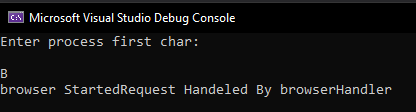 C:\ Microsoft Visual Studio Debug Console
Enter process first char:
B
browser StartedRequest Handeled By browserHandler